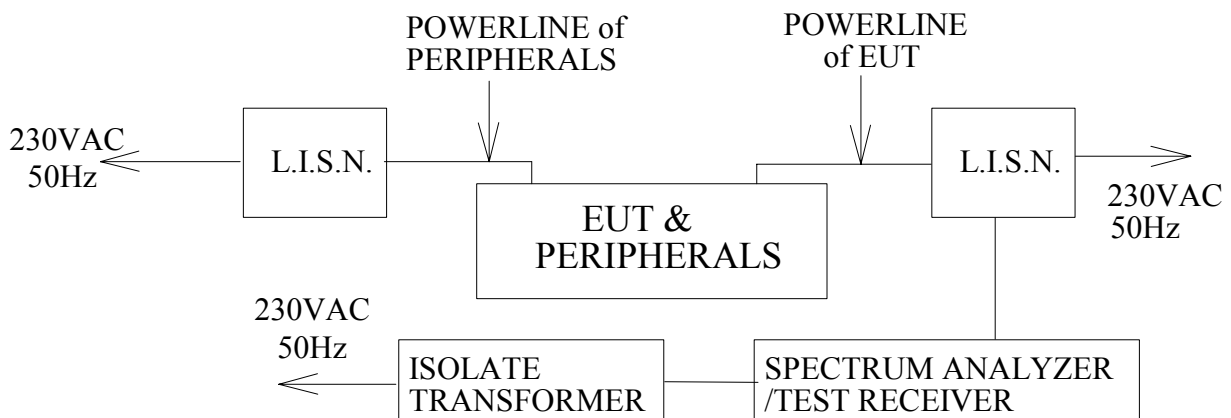 POWERLINE of
PERIPHERALS
POWERLINE
of EUT
230VAC
50Hz
L.I.S.N.
L.I.S.N.
230VAC
50Hz
EUT &
PERIPHERALS
230VAC
50Hz
ISOLATE
TRANSFORMER
SPECTRUM ANALYZER
/TEST RECEIVER